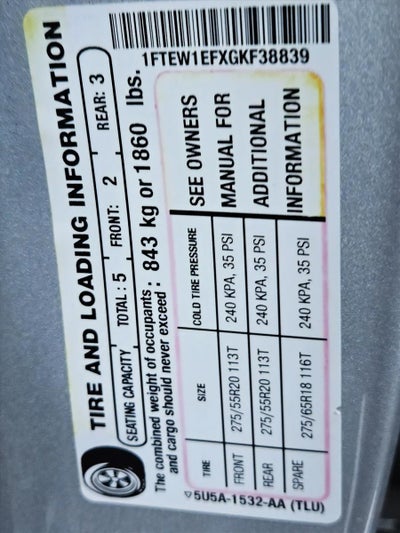 1FTEW1EFXGKF38839
TIRE AND LOADING INFORMATION
SEATING CAPACITY TOTAL : 5 FRONT: 2 REAR: 3
The combined weight of occupants : 843 kg or 1860 lbs.
and cargo should never exceed :
TIRE SIZE COLD TIRE PRESSURE
FRONT 275/55R20 113T 240 KPA, 35 PSI
REAR 275/55R20 113T 240 KPA, 35 PSI
SPARE 275/65R18 116T 240 KPA, 35 PSI
SEE OWNERS
MANUAL FOR
ADDITIONAL
INFORMATION
▽5U5A-1532-AA (TLU)